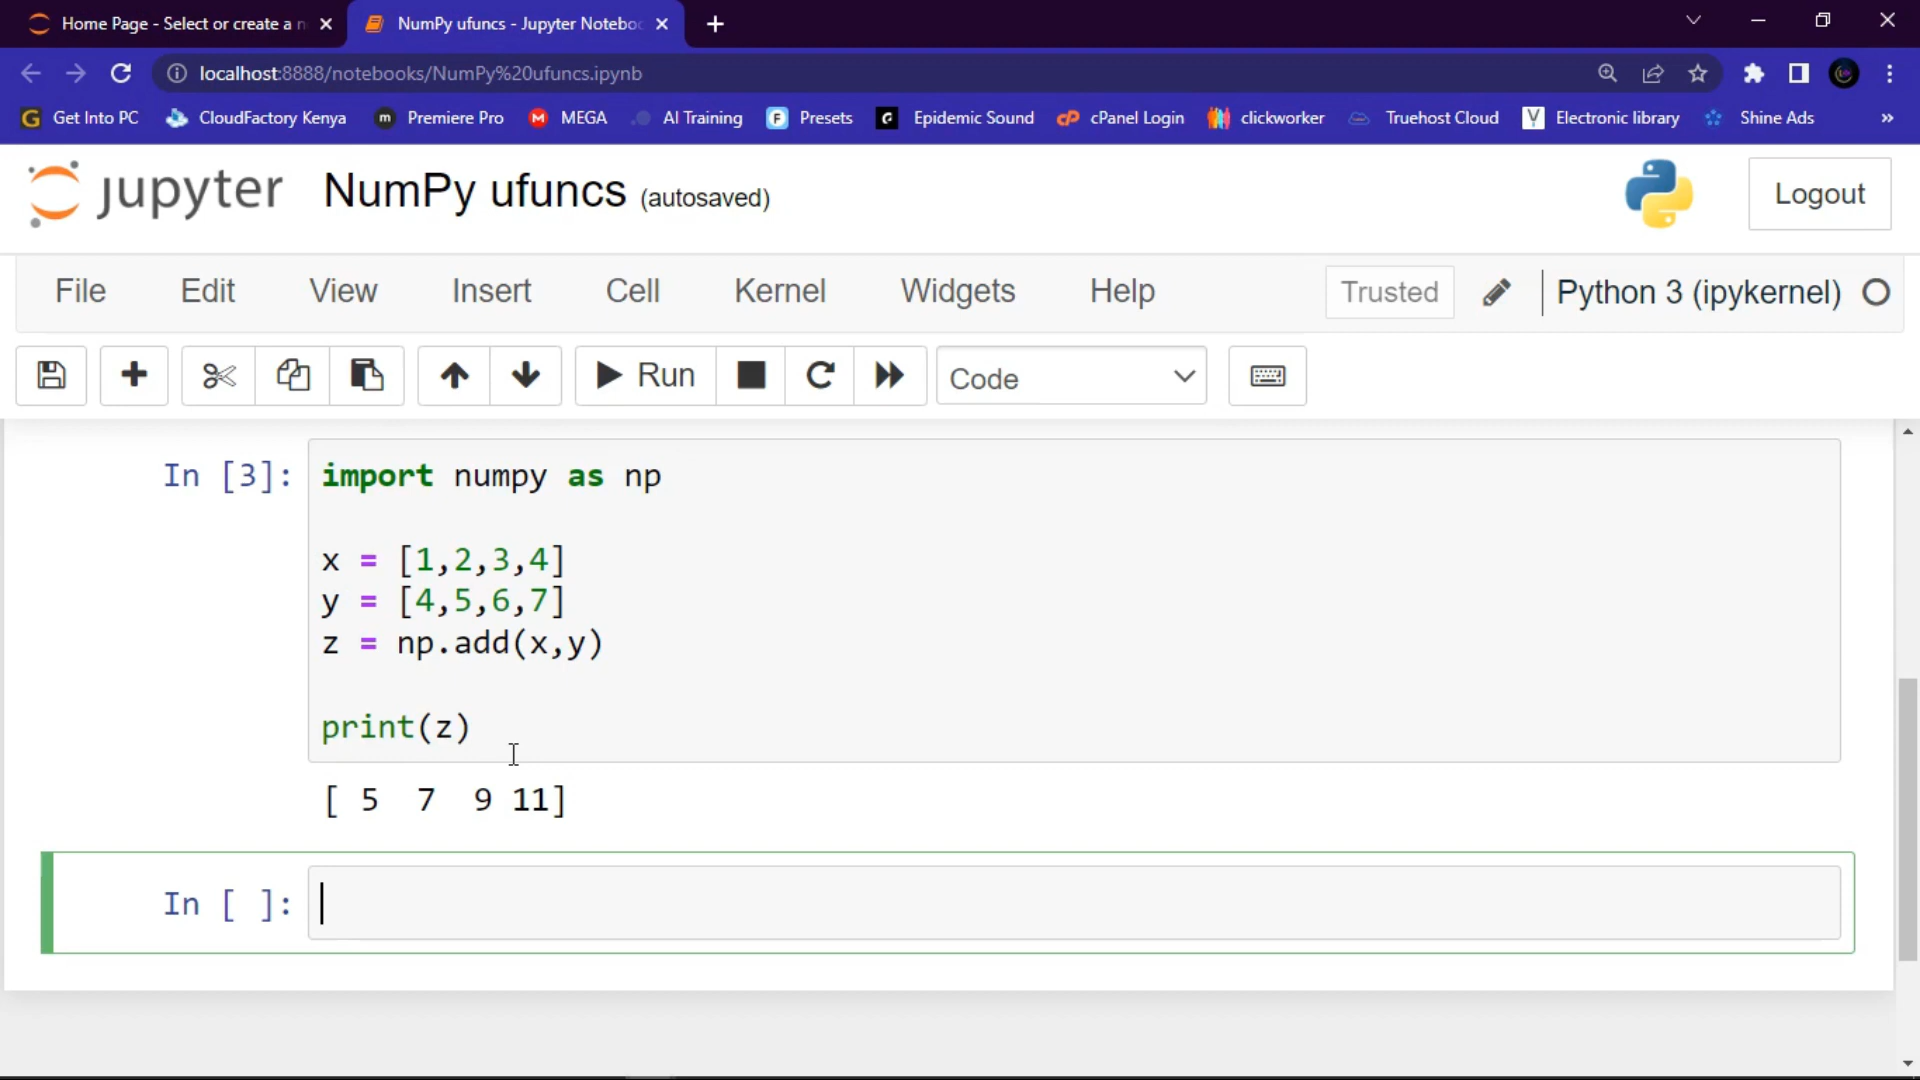 Home Page - Select or create a n
NumPy ufuncs - Jupyter Noteboo
localhost:8888/notebooks/NumPy%20ufuncs.ipynb
Get Into PC CloudFactory Kenya m Premiere Pro MEGA AI Training F Presets Epidemic Sound cPanel Login clickworker Truehost Cloud Electronic library Shine Ads »
jupyter NumPy ufuncs (autosaved) Logout
File Edit View Insert Cell Kernel Widgets Help Trusted Python 3 (ipykernel)
Run Code
In [3]: import numpy as np
x = [1,2,3,4]
y = [4,5,6,7]
z = np.add(x,y)
print(z)
[ 5 7 9 11]
In [ ]: